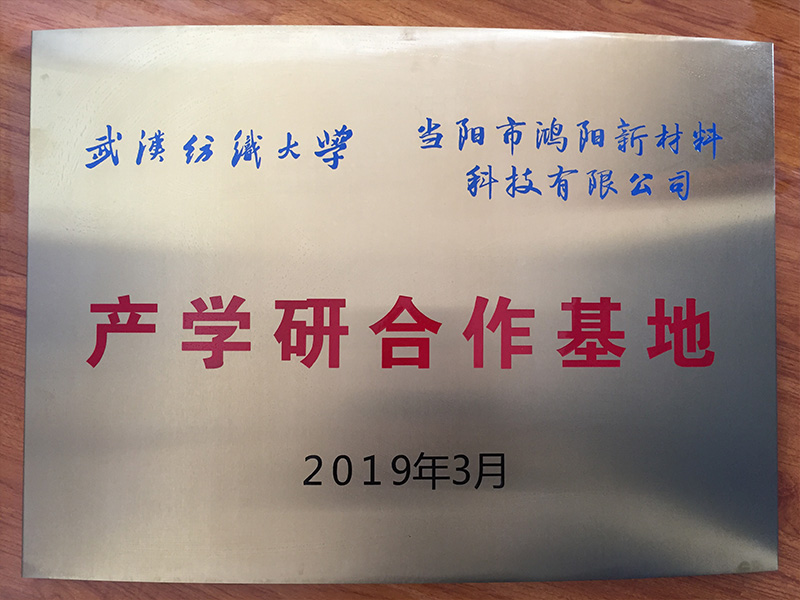 武漢纺織大學
当阳市鸿阳新材料
科技有限公司
产学研合作基地
2019年3月